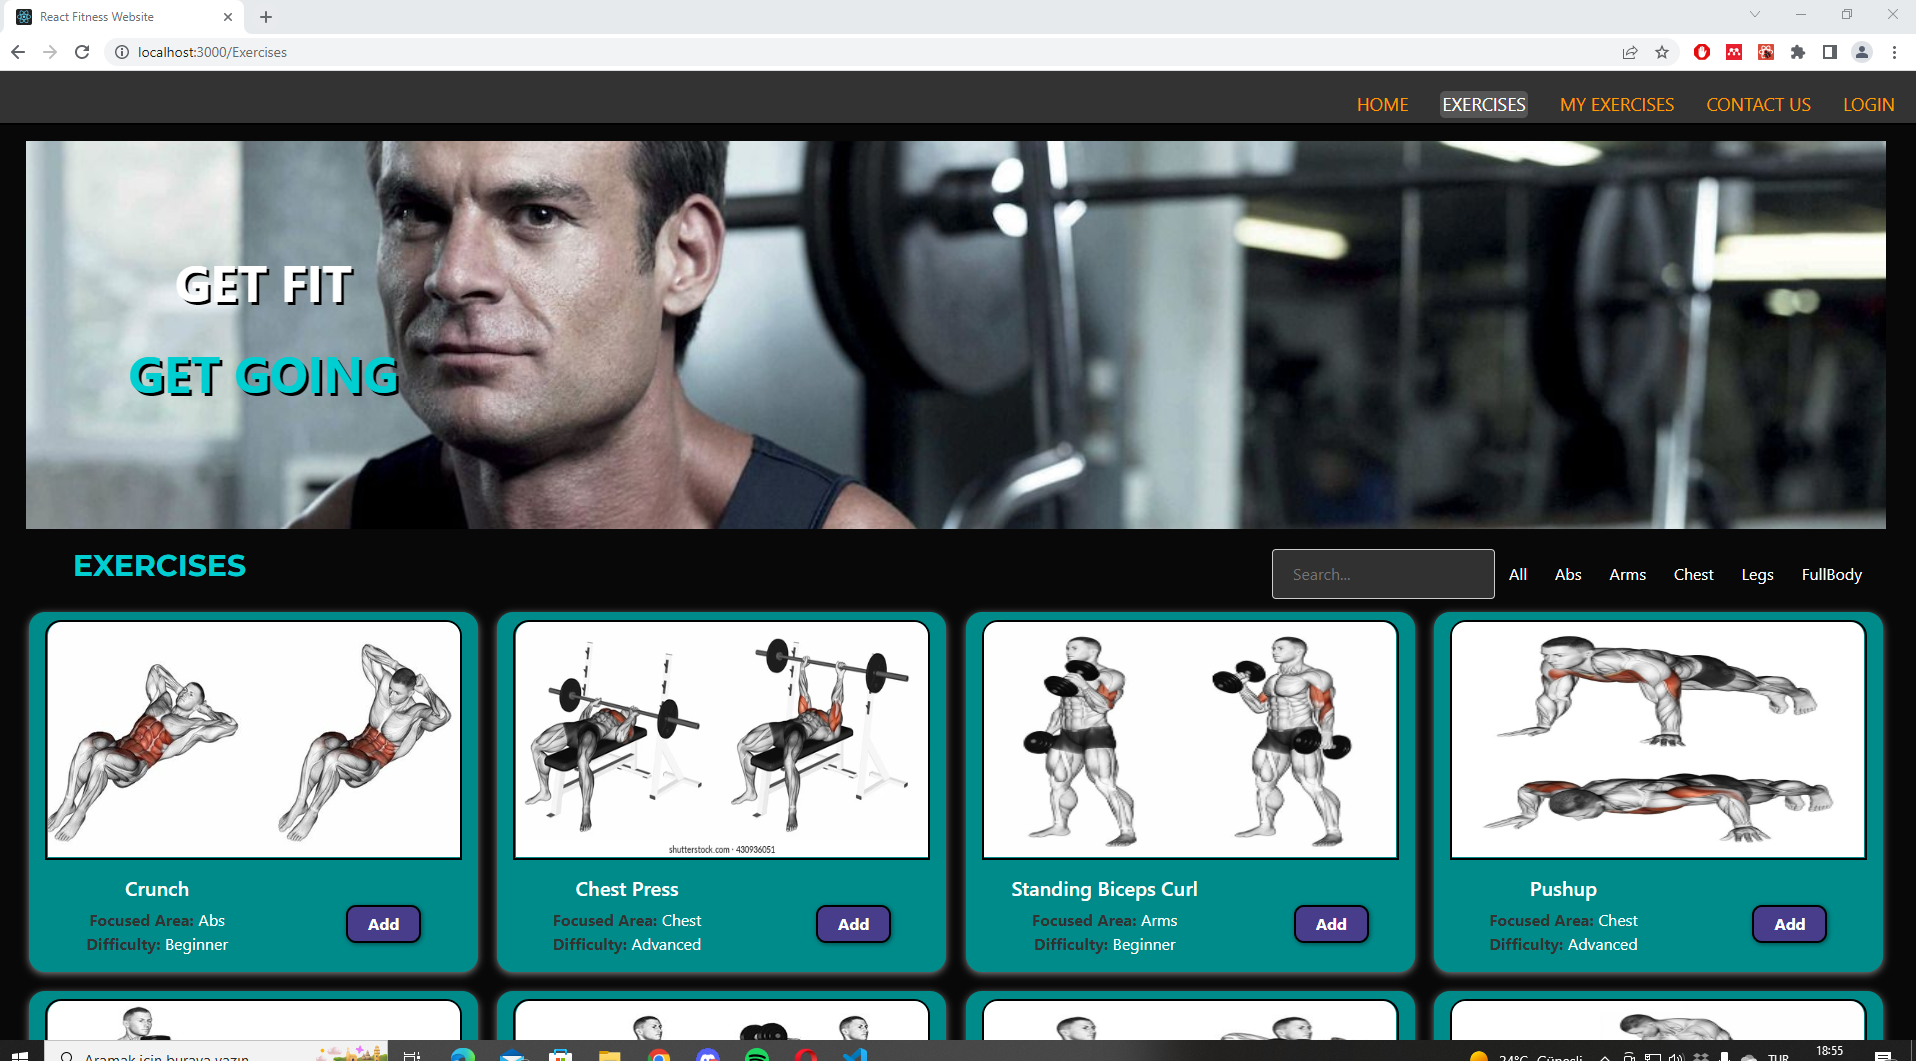 React Fitness Website
localhost:3000/Exercises
HOME EXERCISES MY EXERCISES CONTACT US LOGIN
GET FIT
GET GOING
EXERCISES
Search... All Abs Arms Chest Legs FullBody
shutterstock.com · 430936051
Crunch
Focused Area: Abs
Difficulty: Beginner
Add
Chest Press
Focused Area: Chest
Difficulty: Advanced
Add
Standing Biceps Curl
Focused Area: Arms
Difficulty: Beginner
Add
Pushup
Focused Area: Chest
Difficulty: Advanced
Add
Aramak için buraya yazın
24°C Güneşli
TUR
18:55